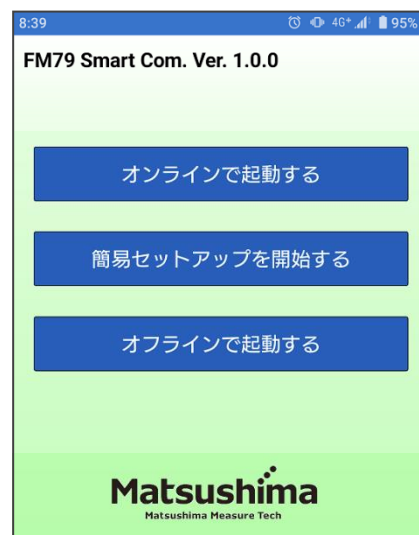 8:39 4G+ 95%
FM79 Smart Com. Ver. 1.0.0
オンラインで起動する
簡易セットアップを開始する
オフラインで起動する
Matsushima
Matsushima Measure Tech